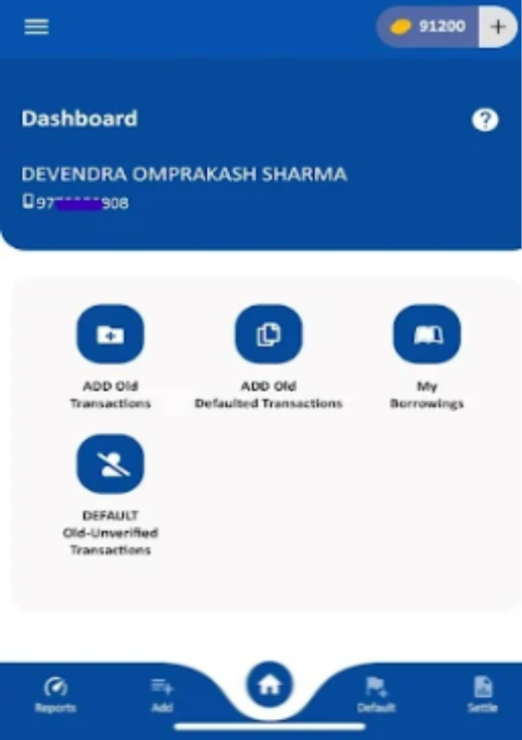 91200 +
Dashboard
?
DEVENDRA OMPRAKASH SHARMA
97 908
ADD Old
Transactions
ADD Old
Defaulted Transactions
My
Borrowings
DEFAULT
Old-Unverified
Transactions
Reports
Add
Default
Settle